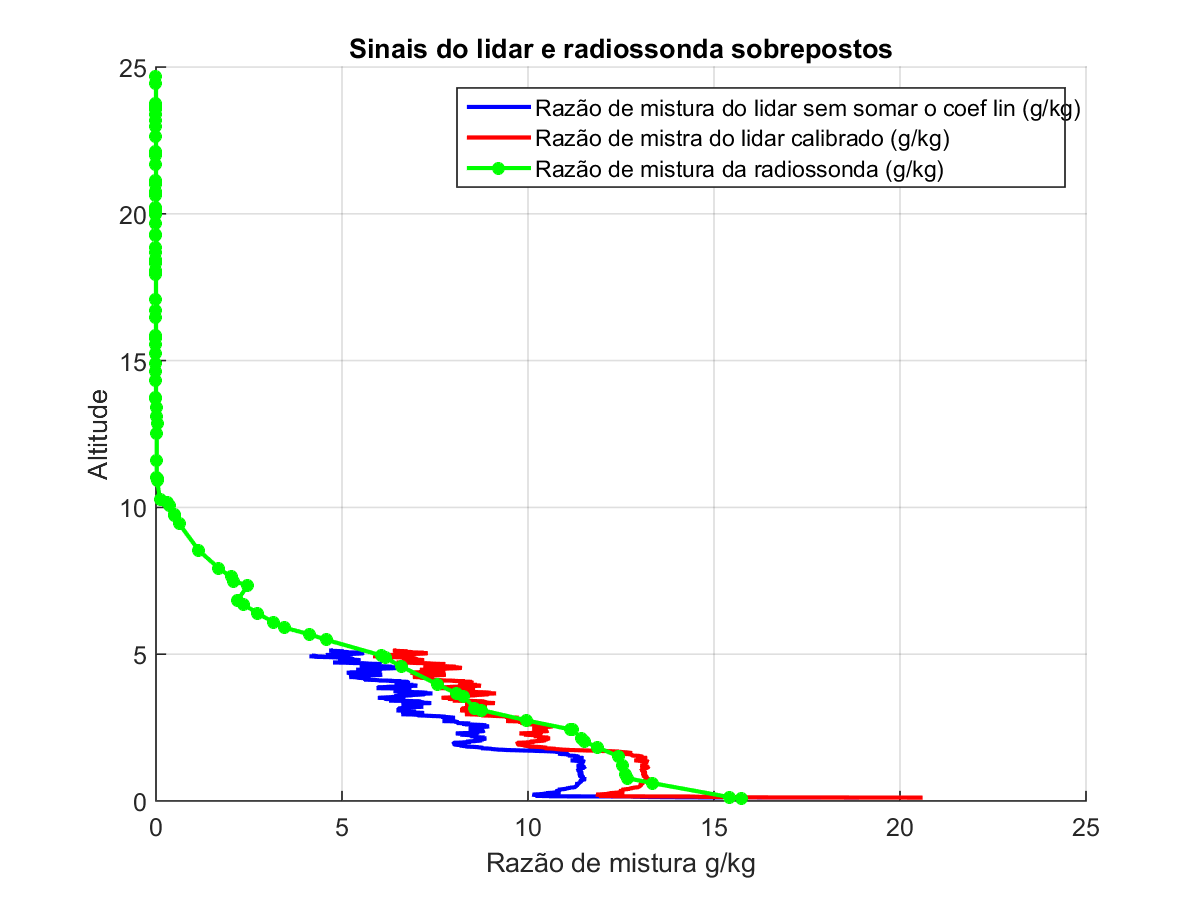 Sinais do lidar e radiossonda sobrepostos
25
Razão de mistura do lidar sem somar o coef lin (g/kg)
Razão de mistra do lidar calibrado (g/kg)
Razão de mistura da radiossonda (g/kg)
20
15
Altitude
10
5
0
0 5 10 15 20 25
Razão de mistura g/kg